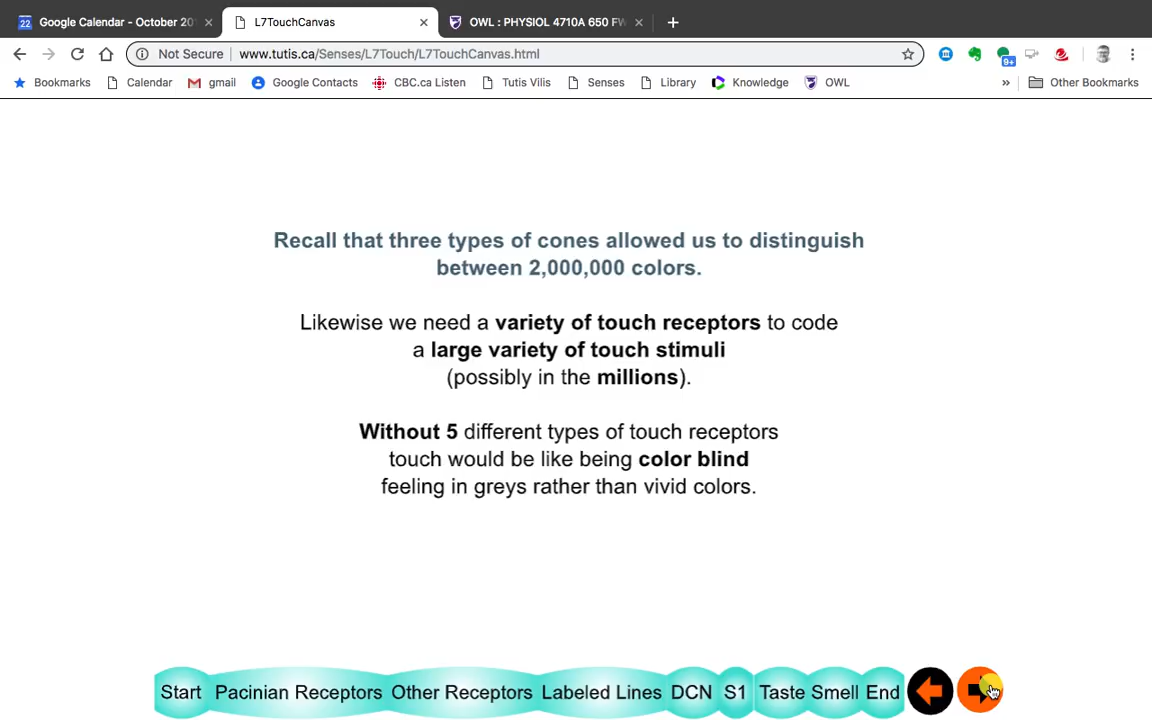 22 Google Calendar - October 20
L7TouchCanvas
OWL : PHYSIOL 4710A 650 FW
Not Secure
www.tutis.ca/Senses/L7Touch/L7TouchCanvas.html
9+
Bookmarks
Calendar
gmail
Google Contacts
CBC.ca Listen
Tutis Vilis
Senses
Library
Knowledge
OWL
»
Other Bookmarks
Recall that three types of cones allowed us to distinguish
between 2,000,000 colors.
Likewise we need a variety of touch receptors to code
a large variety of touch stimuli
(possibly in the millions).
Without 5 different types of touch receptors
touch would be like being color blind
feeling in greys rather than vivid colors.
Start
Pacinian Receptors
Other Receptors
Labeled Lines
DCN
S1
Taste
Smell
End